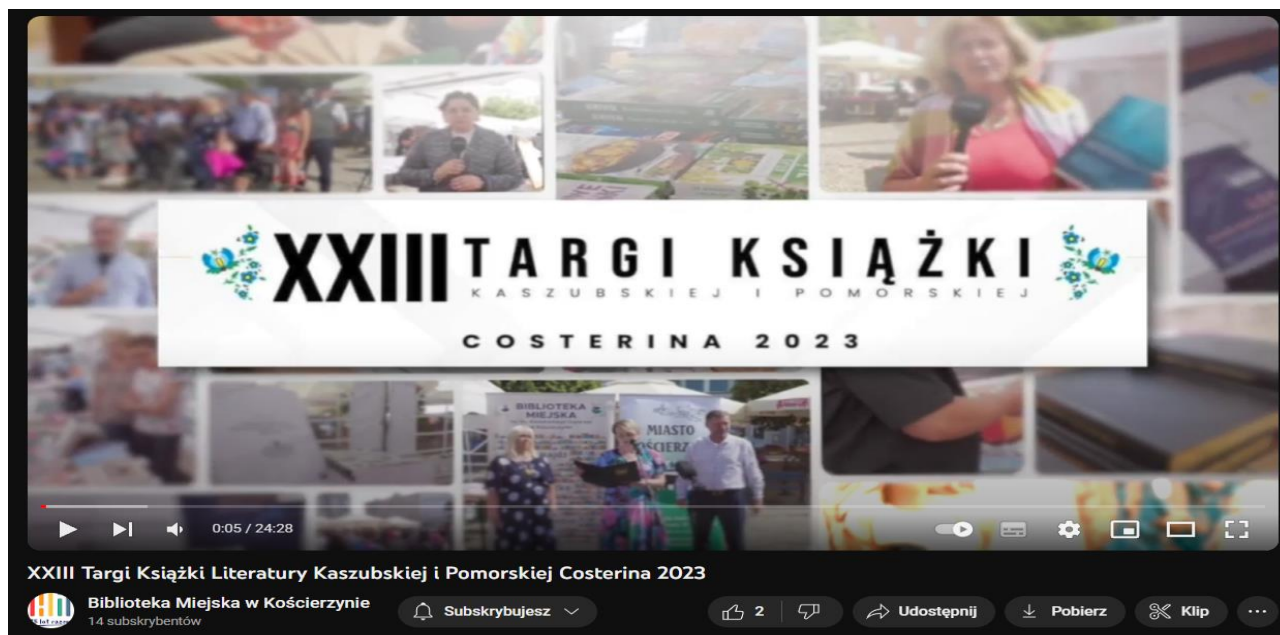 XXIII TARGI KSIĄŻKI
KASZUBSKIEJ I POMORSKIEJ
COSTERINA 2023
BIBLIOTEKA
MIEJSKA
MIASTO
0:05 / 24:28
XXIII Targi Książki Literatury Kaszubskiej i Pomorskiej Costerina 2023
Biblioteka Miejska w Kościerzynie
14 subskrybentów
Subskrybujesz
2
Udostępnij
Pobierz
Klip